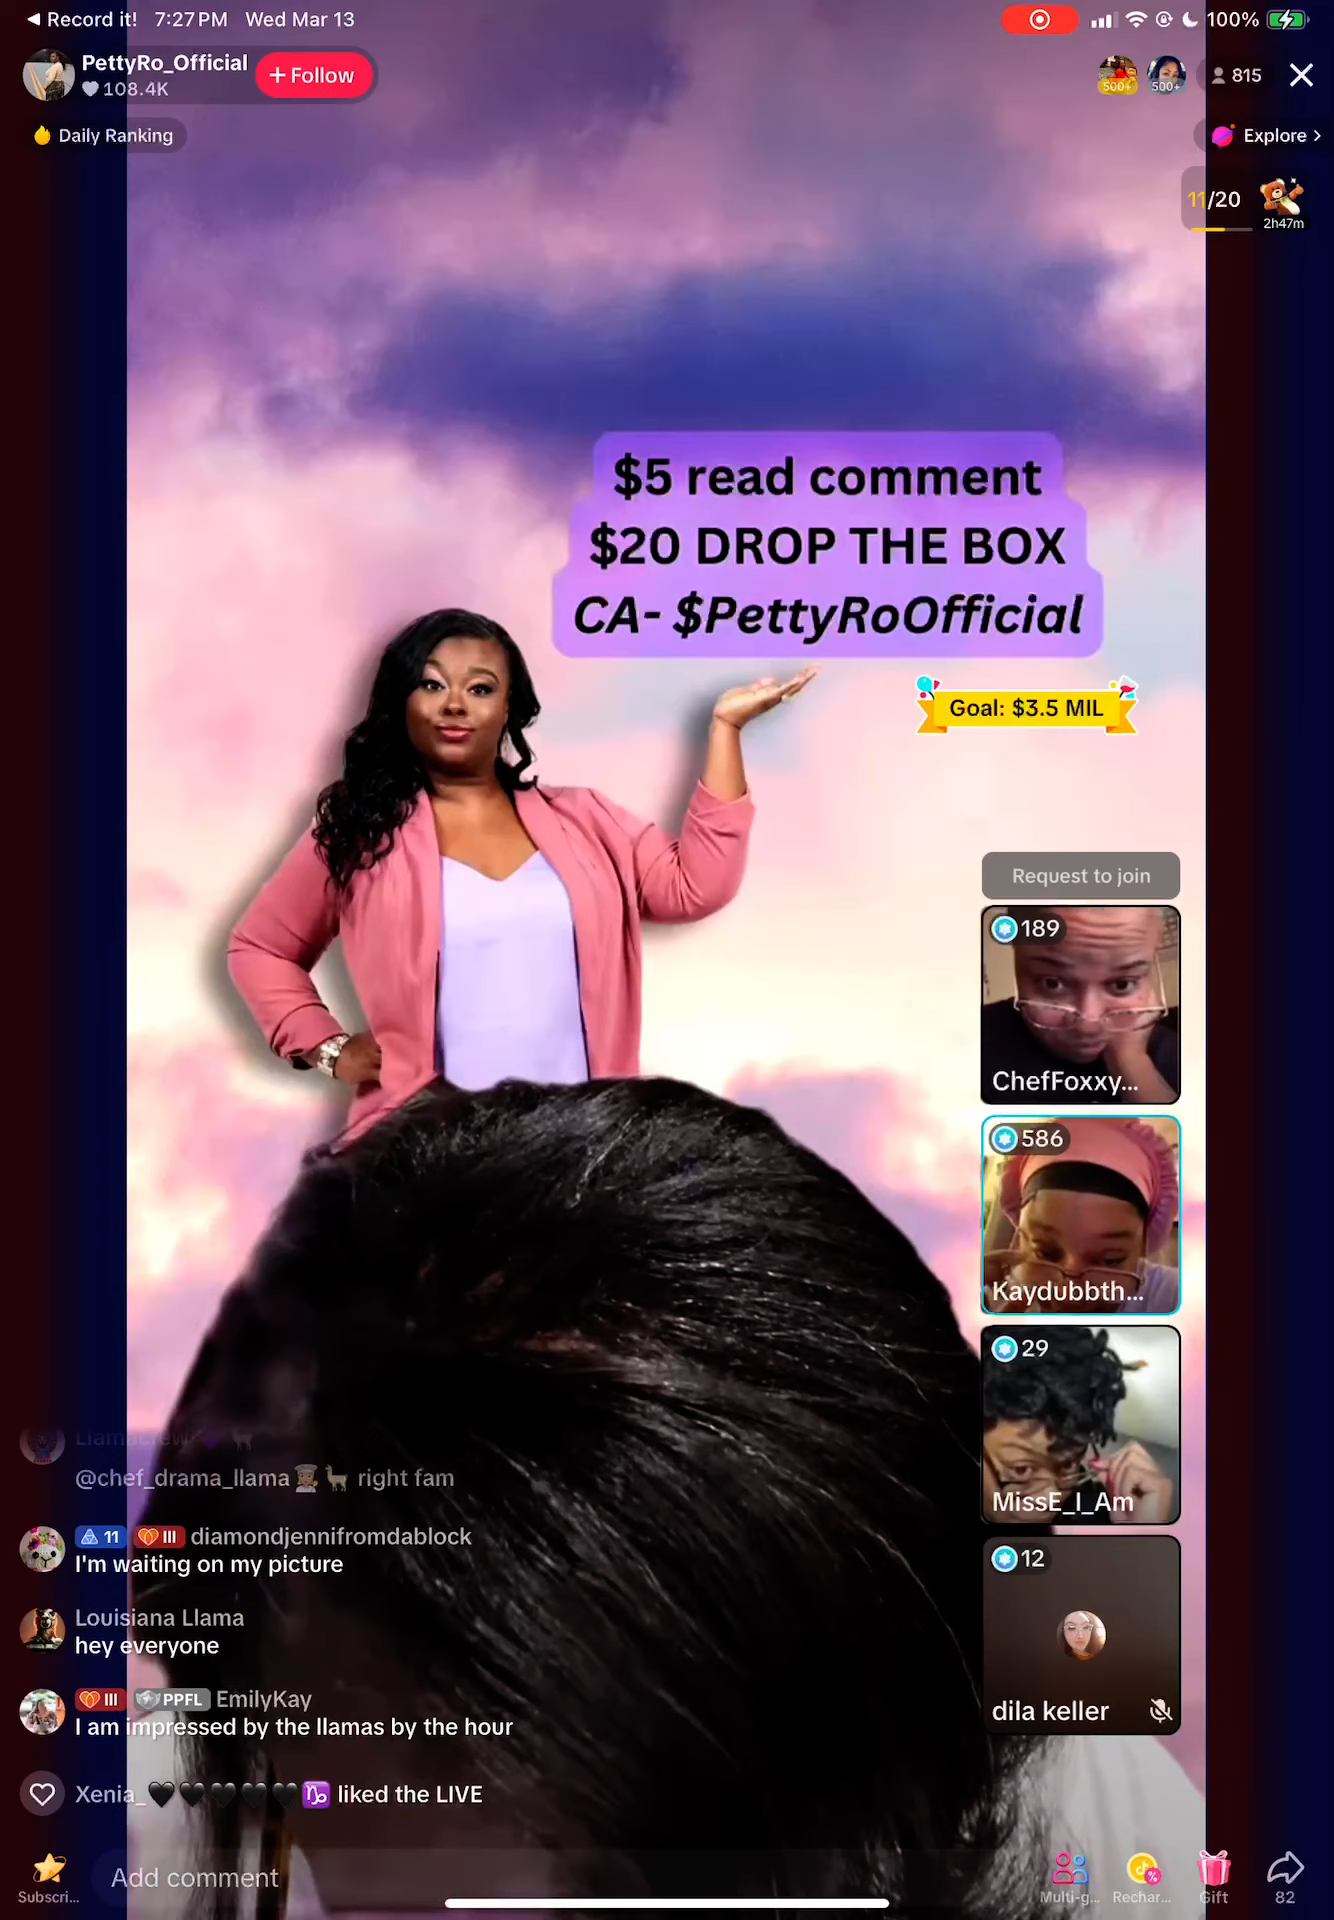 Record it! 7:27 PM Wed Mar 13 100%
PettyRo_Official
108.4K
+ Follow
500+ 500+ 815
Daily Ranking
Explore >
11/20
2h47m
$5 read comment
$20 DROP THE BOX
CA- $PettyRoOfficial
Goal: $3.5 MIL
Request to join
189
ChefFoxxy...
586
Kaydubbth...
29
MissE_I_Am
12
dila keller
Llamacrew
@chef_drama_llama👩🏽‍🍳🦙 right fam
11 III diamondjennifromdablock
I'm waiting on my picture
Louisiana Llama
hey everyone
III PPFL EmilyKay
I am impressed by the llamas by the hour
Xenia_🖤🖤🖤🖤🖤♑ liked the LIVE
Add comment
Subscri... Multi-g... Rechar... Gift 82